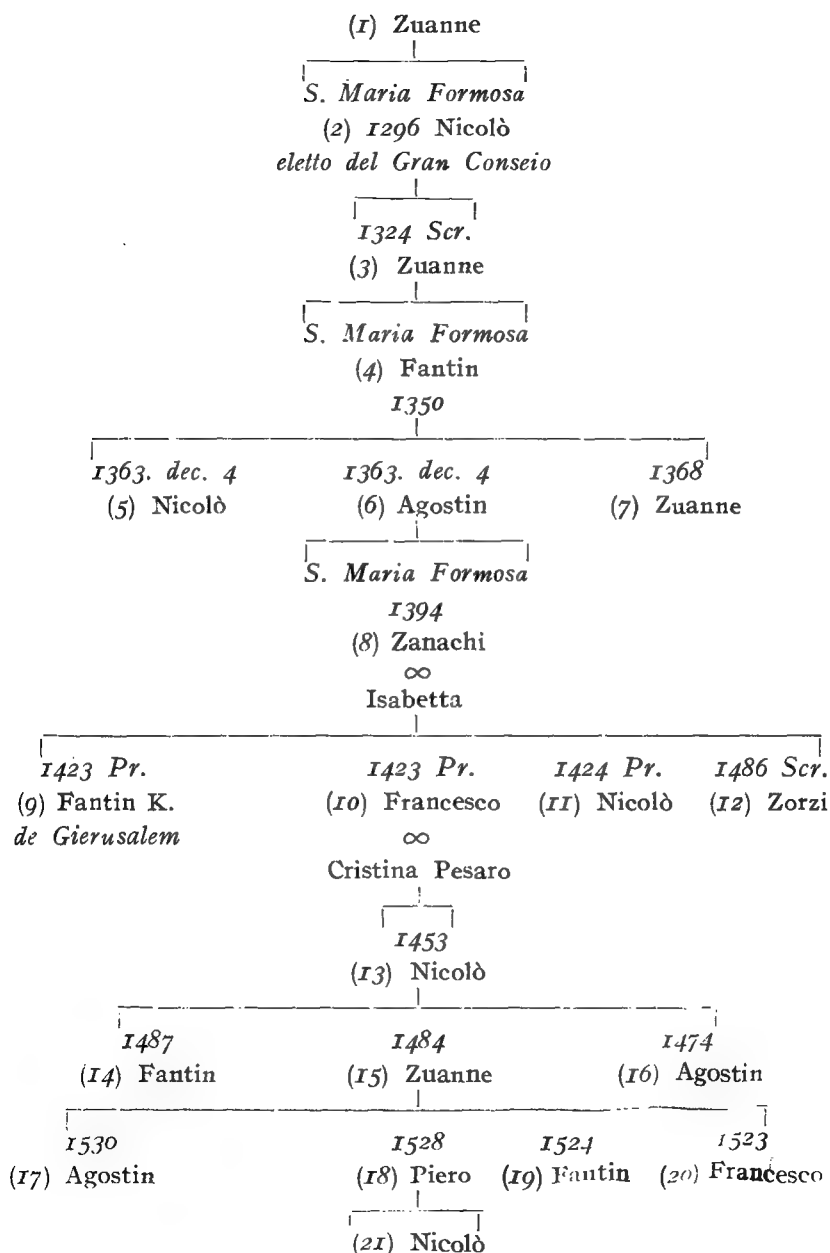 (1) Zuanne
S. Maria Formosa
(2) 1296 Nicolò
eletto del Gran Conseio
1324 Scr.
(3) Zuanne
S. Maria Formosa
(4) Fantin
1350
1363. dec. 4 1363. dec. 4 1368
(5) Nicolò (6) Agostin (7) Zuanne
S. Maria Formosa
1394
(8) Zanachi
∞
Isabetta
1423 Pr. 1423 Pr. 1424 Pr. 1486 Scr.
(9) Fantin K. (10) Francesco (11) Nicolò (12) Zorzi
de Gierusalem ∞
Cristina Pesaro
1453
(13) Nicolò
1487 1484 1474
(14) Fantin (15) Zuanne (16) Agostin
1530 1528 1524 1523
(17) Agostin (18) Piero (19) Fantin (20) Francesco
(21) Nicolò